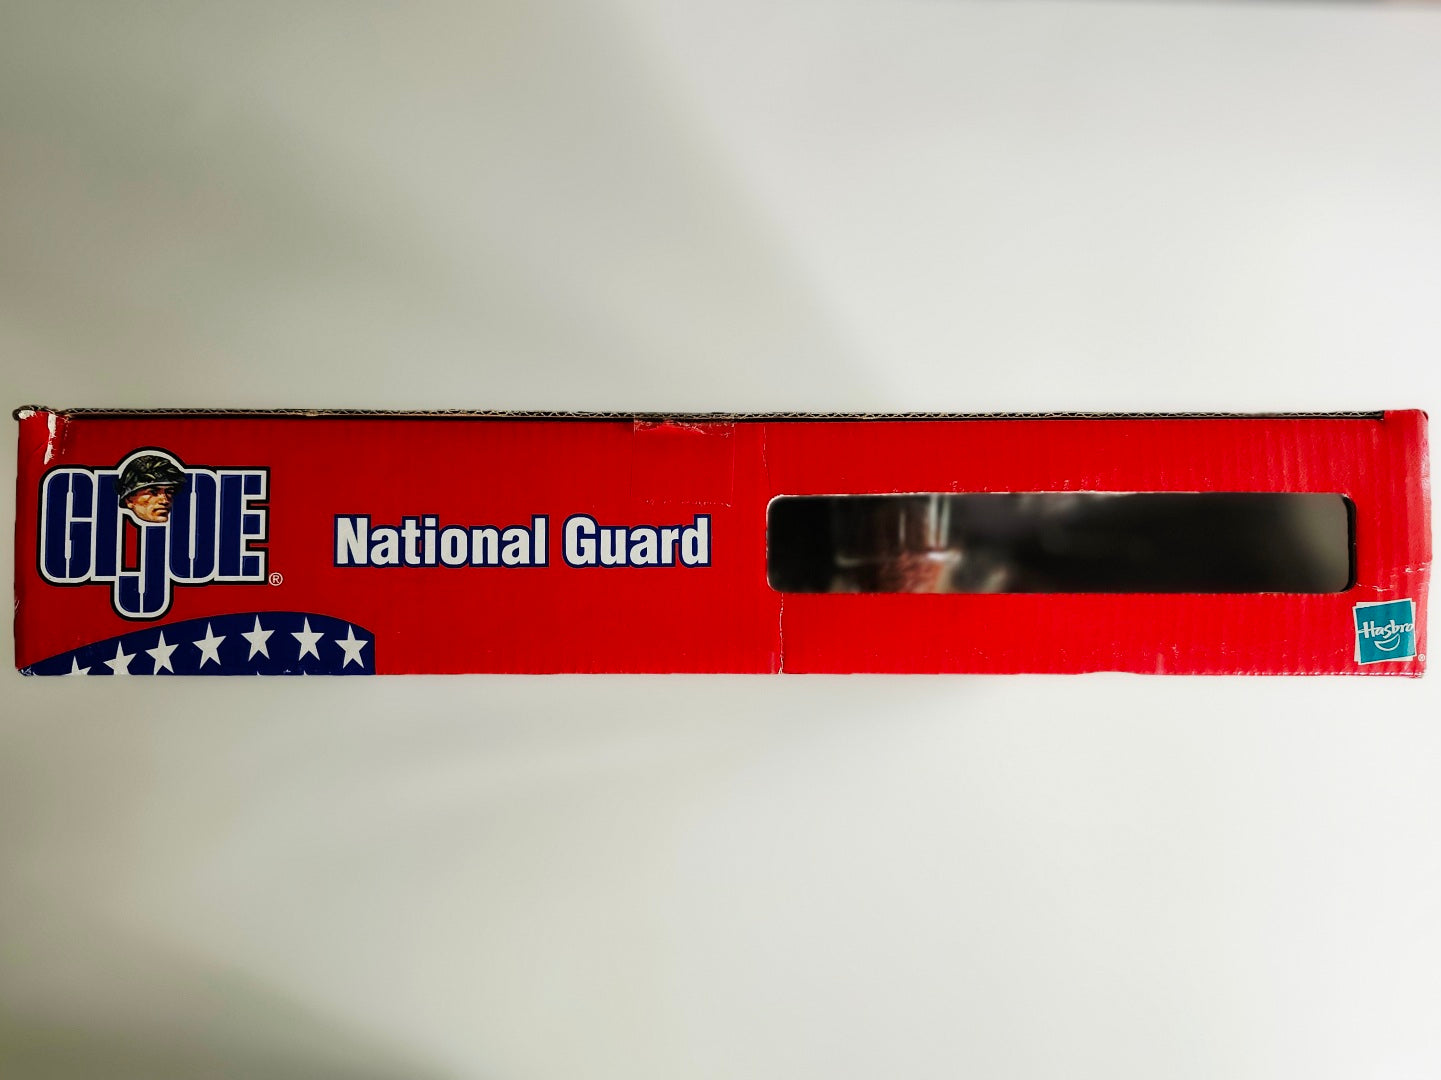 GI JOE ®
National Guard
Hasbro ®